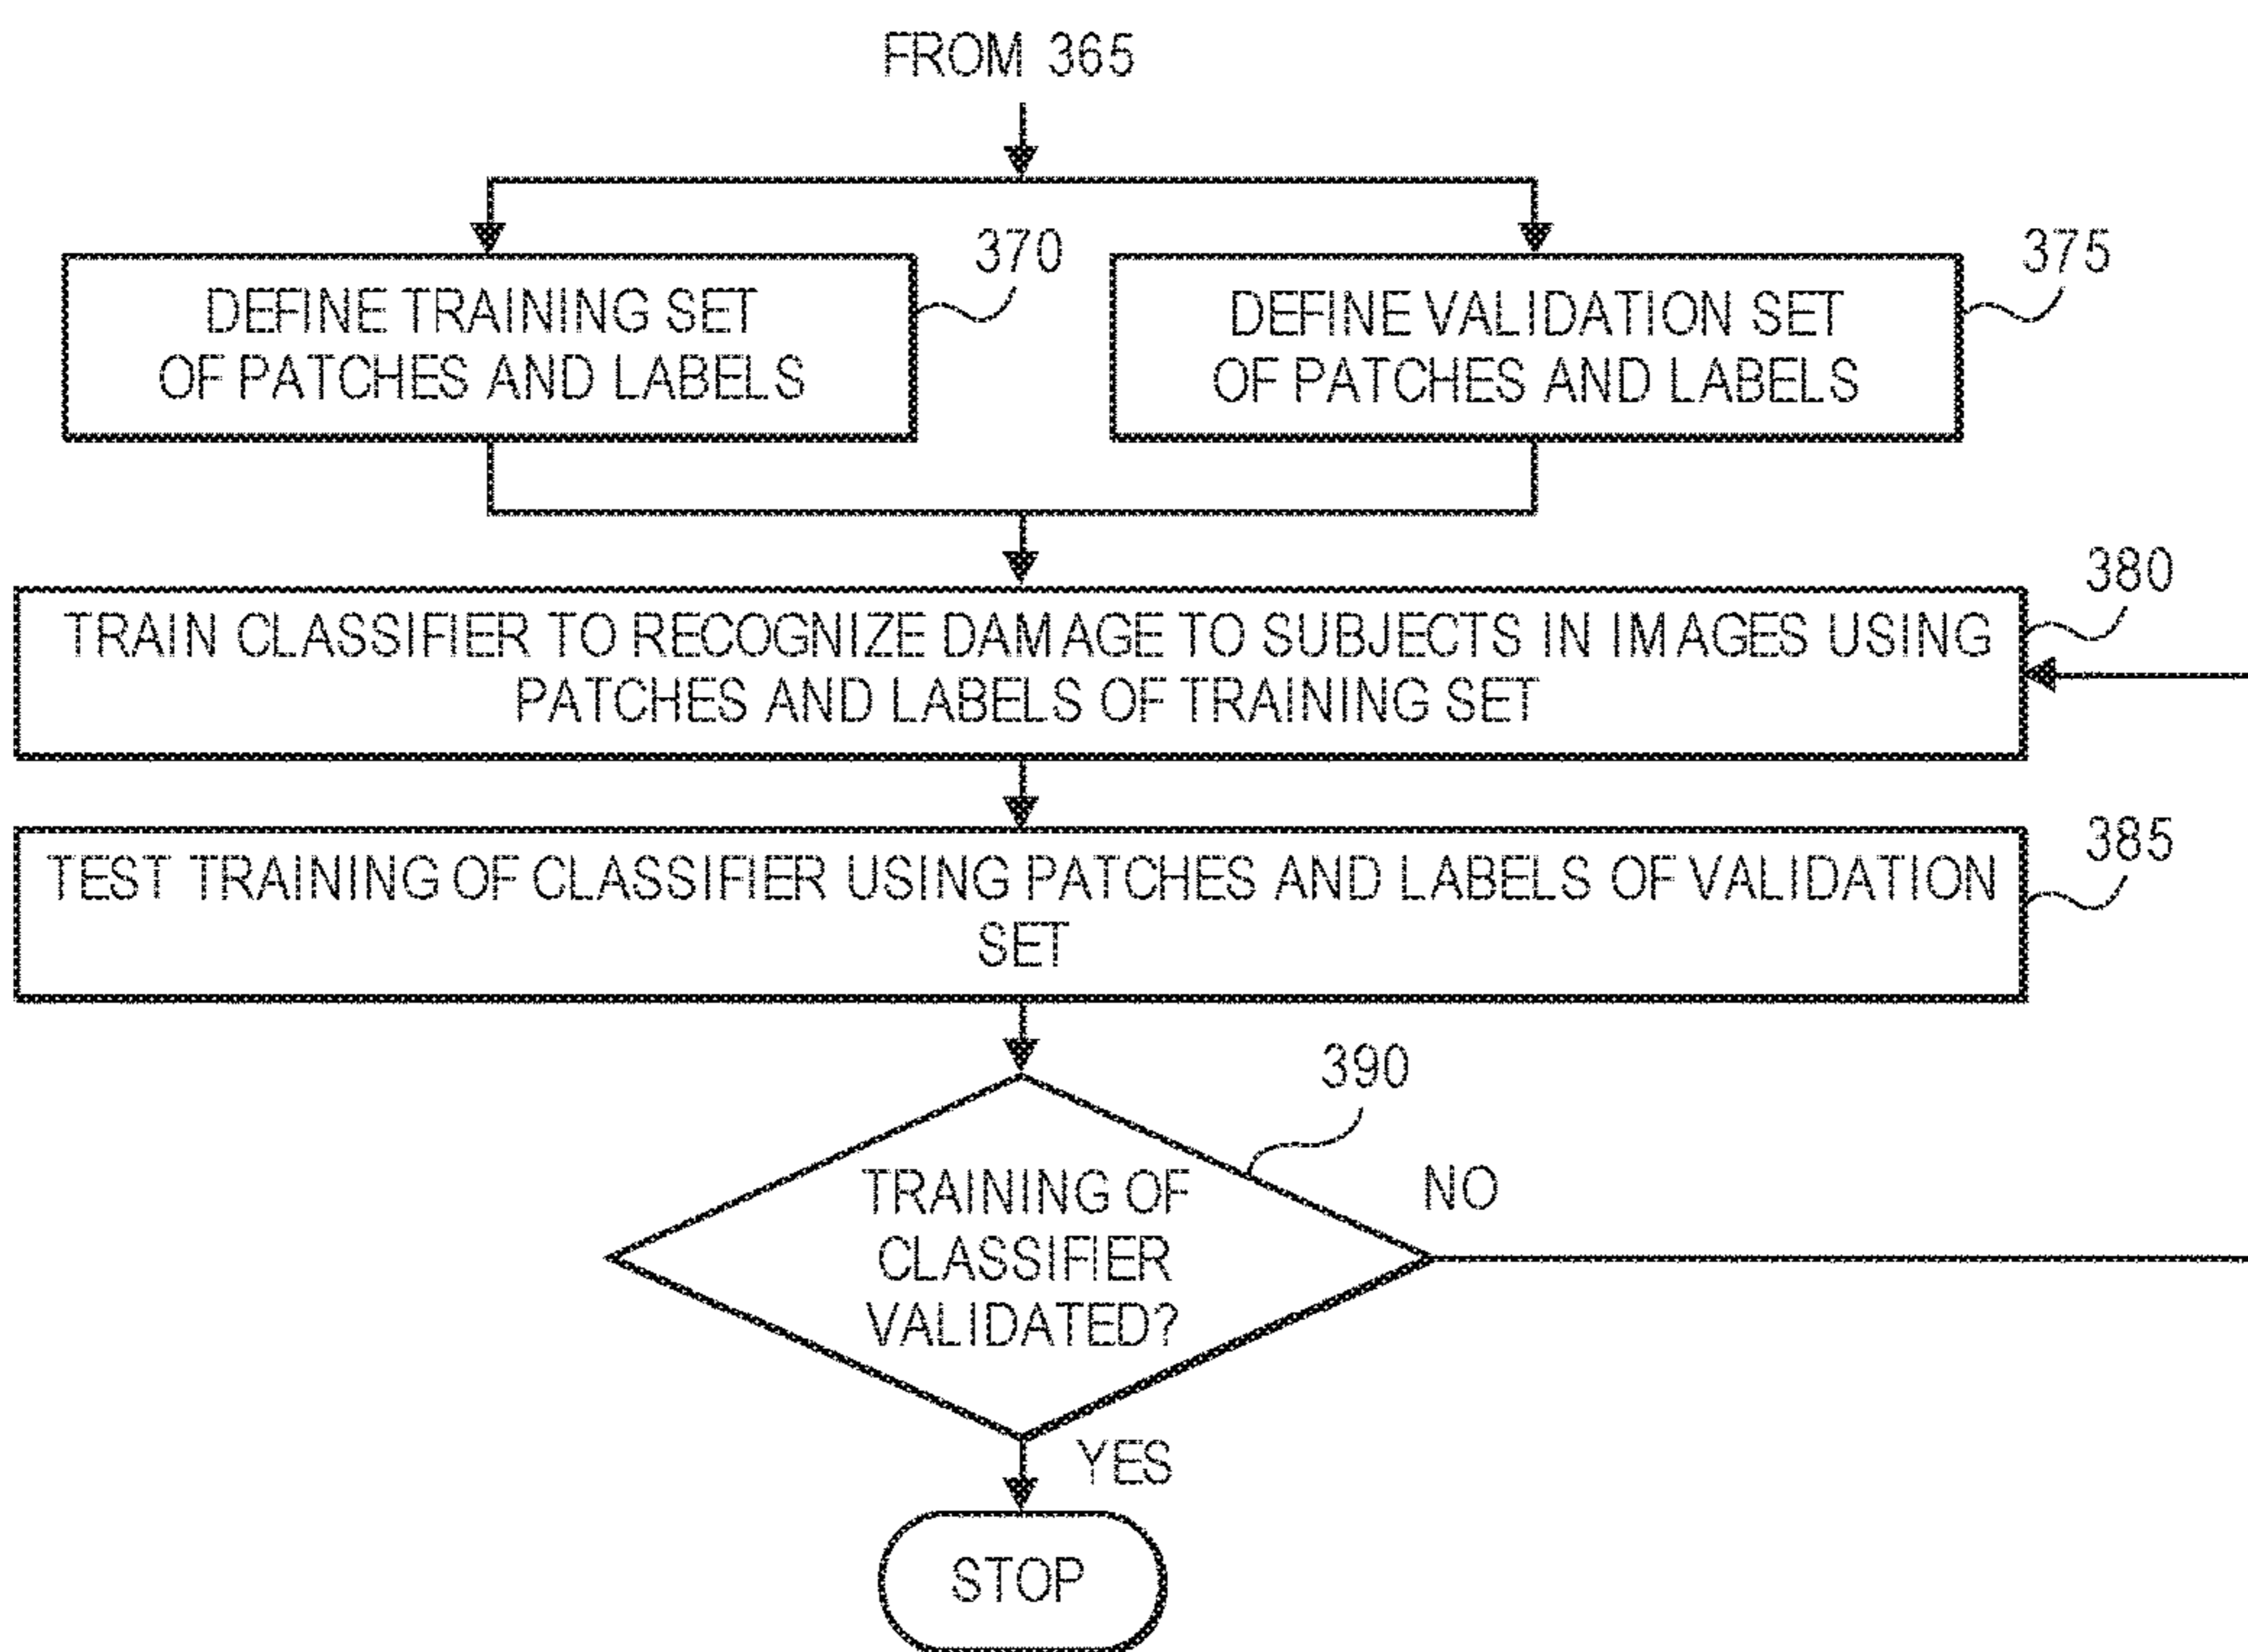 FROM 365
370
DEFINE TRAINING SET
OF PATCHES AND LABELS
375
DEFINE VALIDATION SET
OF PATCHES AND LABELS
380
TRAIN CLASSIFIER TO RECOGNIZE DAMAGE TO SUBJECTS IN IMAGES USING
PATCHES AND LABELS OF TRAINING SET
385
TEST TRAINING OF CLASSIFIER USING PATCHES AND LABELS OF VALIDATION
SET
390
TRAINING OF
CLASSIFIER
VALIDATED?
NO
YES
STOP